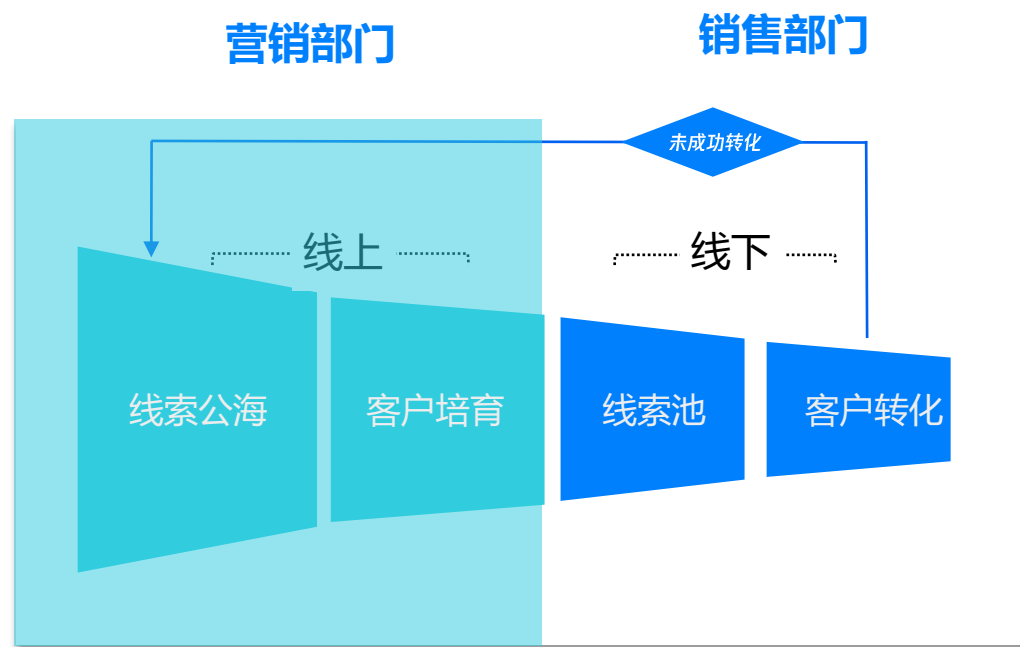 营销部门
销售部门
未成功转化
线上
线下
线索公海
客户培育
线索池
客户转化